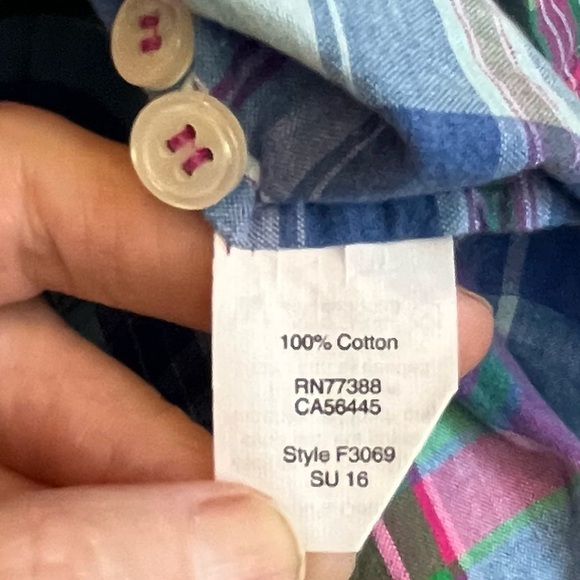 100% Cotton
RN77388
CA56445
Style F3069
SU 16